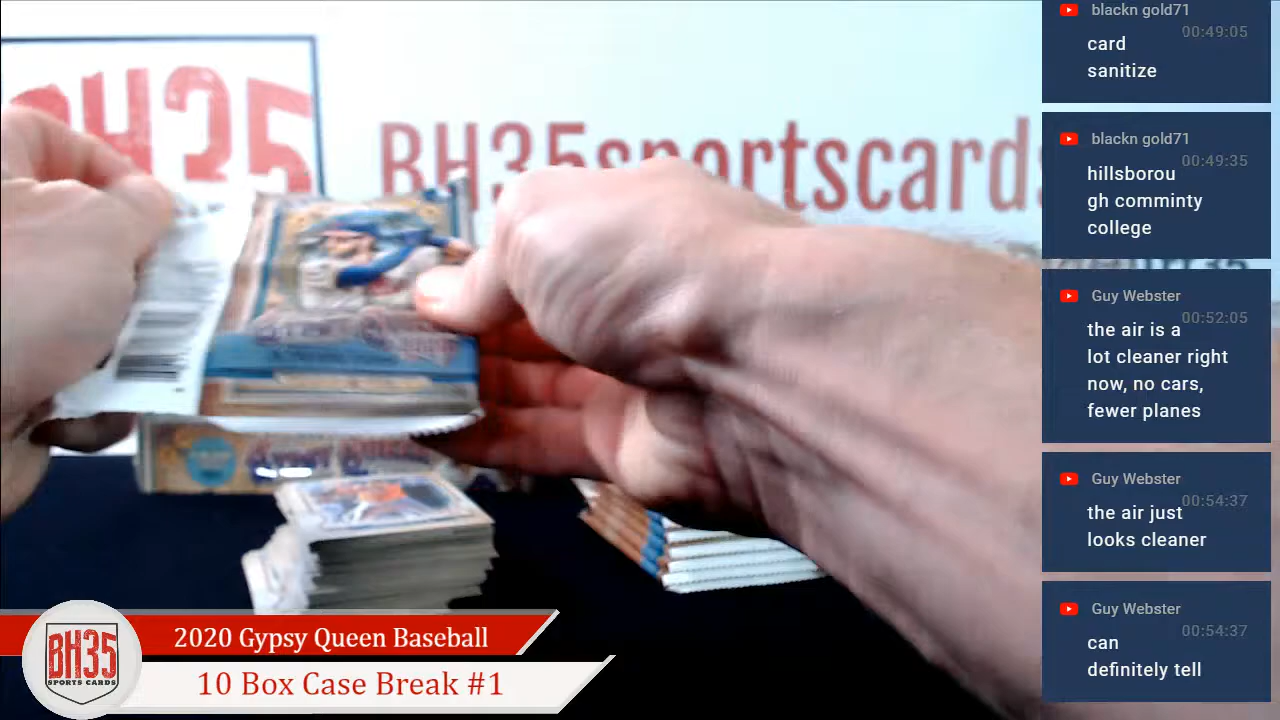 BH35
BH35sportscards
blackn gold71
00:49:05
card
sanitize
blackn gold71
00:49:35
hillsborou
gh comminty
college
Guy Webster
00:52:05
the air is a
lot cleaner right
now, no cars,
fewer planes
Guy Webster
00:54:37
the air just
looks cleaner
Guy Webster
00:54:37
can
definitely tell
2020 Gypsy Queen Baseball
10 Box Case Break #1
BH35
SPORTS CARDS